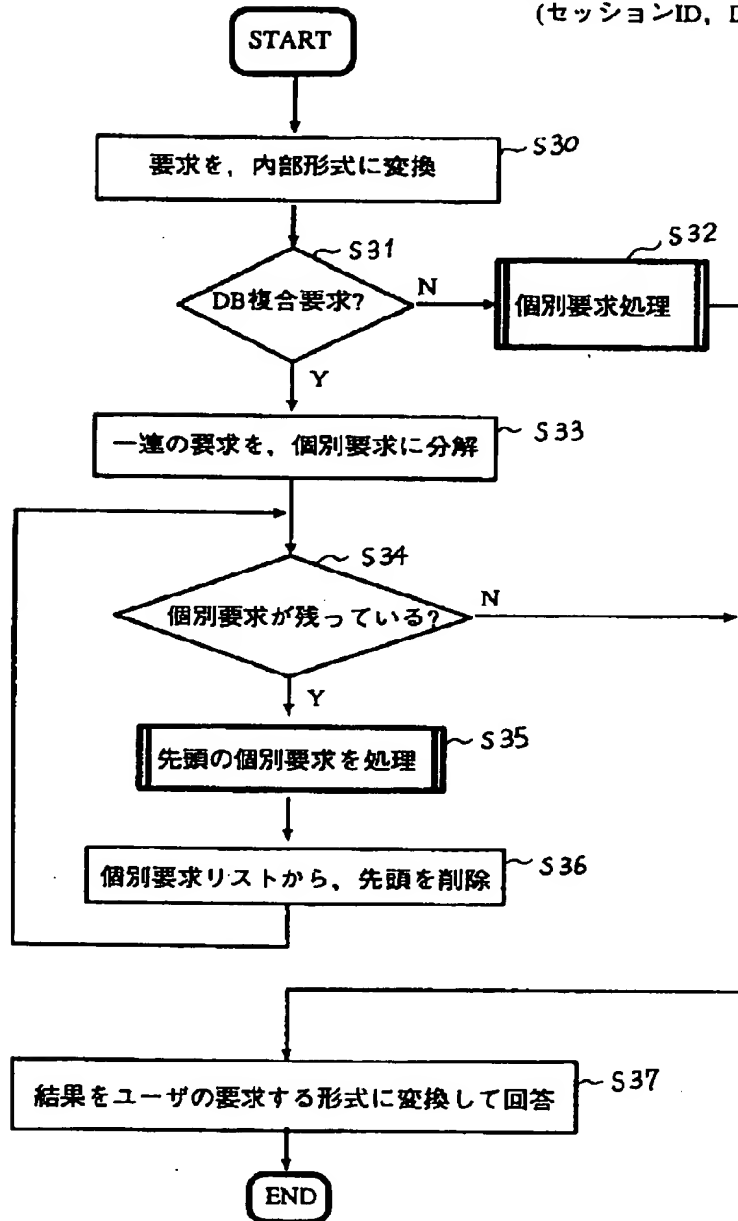 (セッションID,
START
要求を,内部形式に変換
S30
S31
DB複合要求?
N
S32
個別要求処理
Y
一連の要求を,個別要求に分解
S33
S34
個別要求が残っている?
N
Y
先頭の個別要求を処理
S35
個別要求リストから,先頭を削除
S36
結果をユーザの要求する形式に変換して回答
S37
END